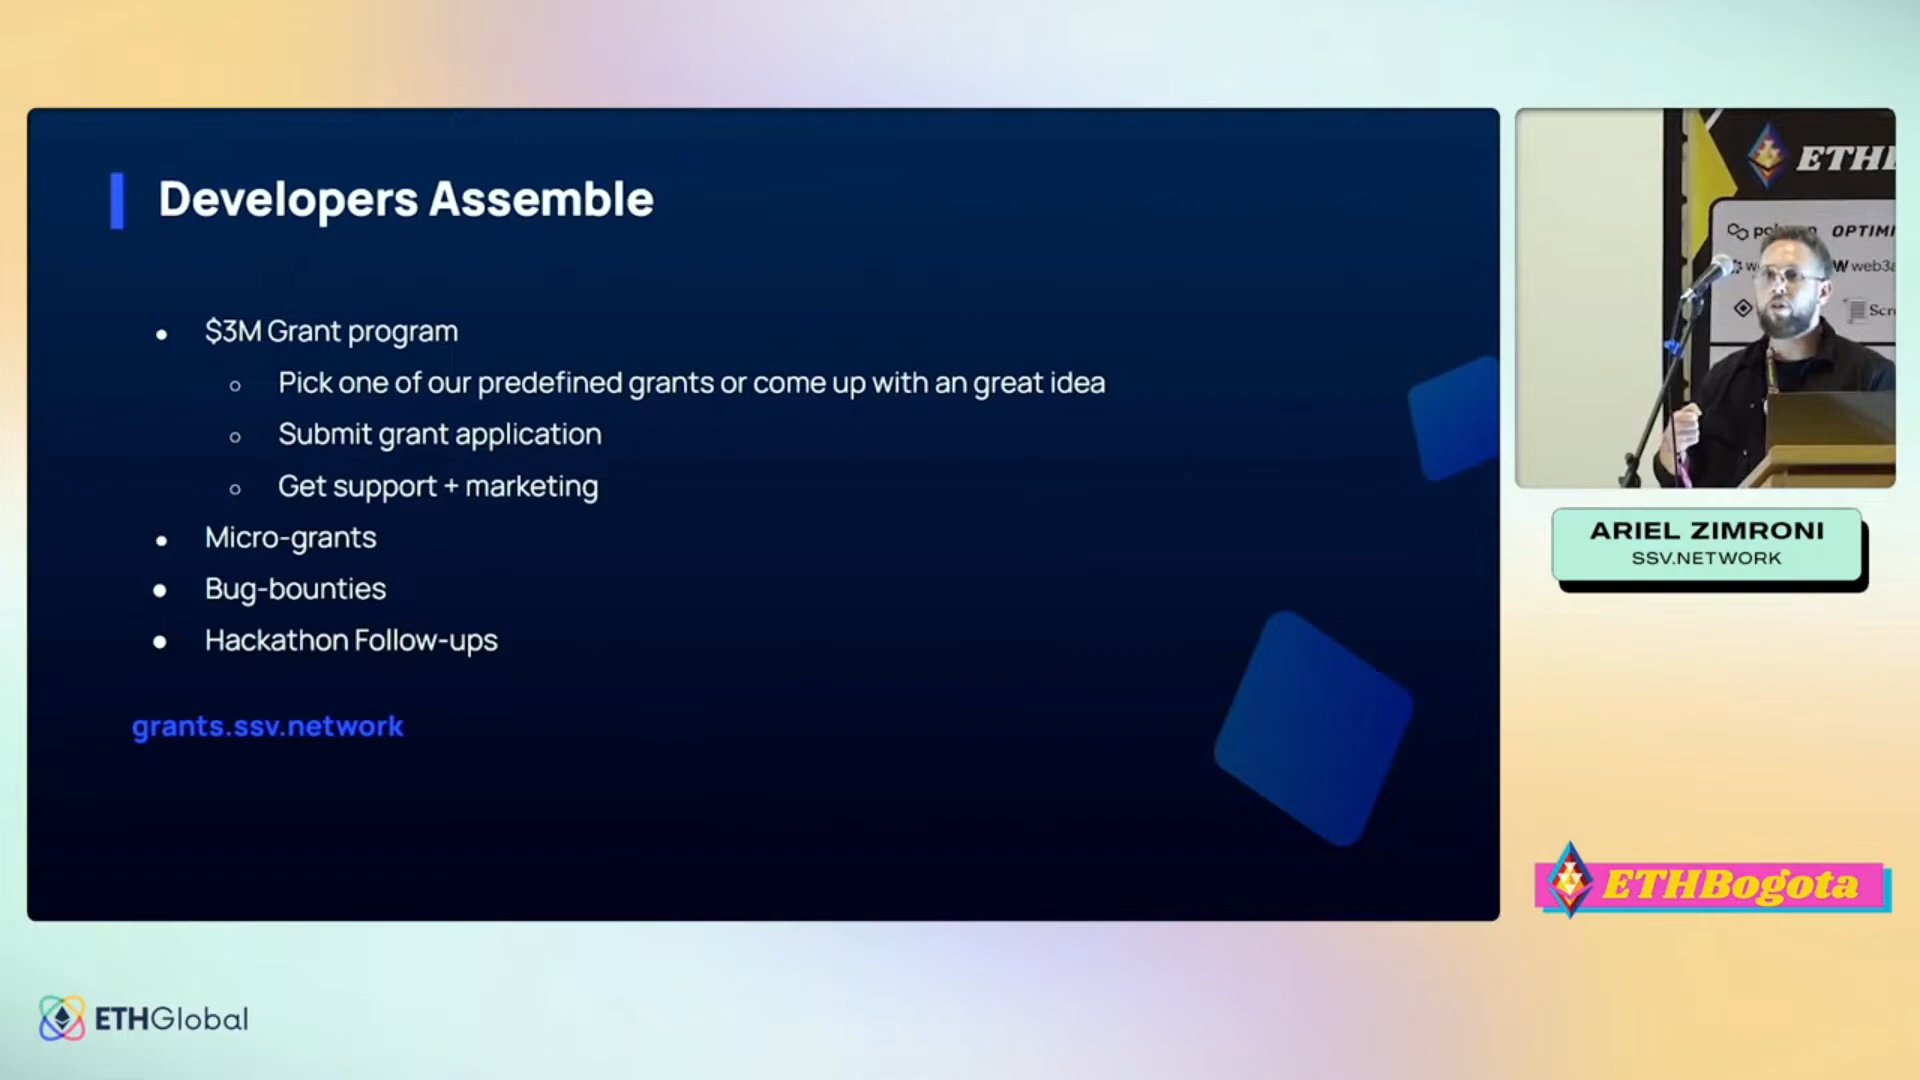 Developers Assemble
$3M Grant program
Pick one of our predefined grants or come up with an great idea
Submit grant application
Get support + marketing
Micro-grants
Bug-bounties
Hackathon Follow-ups
grants.ssv.network
OPTIMI
web3a
Scr
ARIEL ZIMRONI
SSV.NETWORK
ETHBogota
ETHGlobal